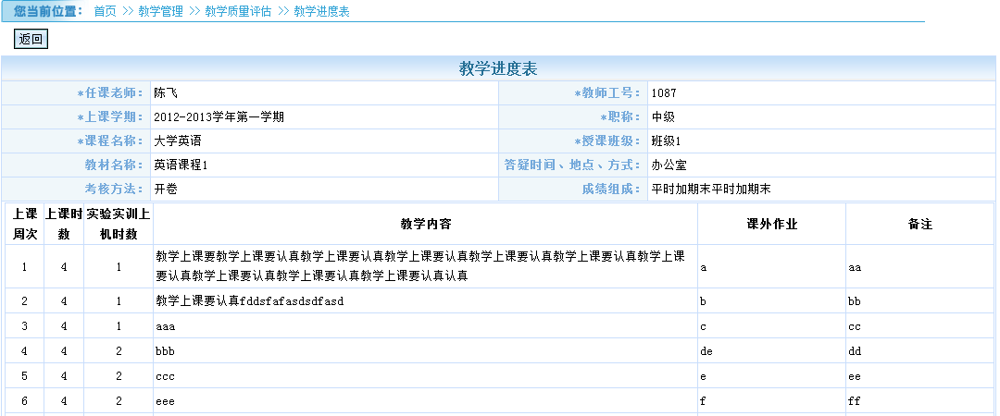 您当前位置： 首页 >> 教学管理 >> 教学质量评估 >> 教学进度表
返回
教学进度表
*任课老师： 陈飞 *教师工号： 1087
*上课学期： 2012-2013学年第一学期 *职称： 中级
*课程名称： 大学英语 *授课班级： 班级1
教材名称： 英语课程1 答疑时间、地点、方式： 办公室
考核方法： 开卷 成绩组成： 平时加期末平时加期末
上课周次 上课时数 实验实训上机时数 教学内容 课外作业 备注
1 4 1 教学上课要教学上课要认真教学上课要认真教学上课要认真教学上课要认真教学上课要认真教学上课
要认真教学上课要认真教学上课要认真教学上课要认真认真 a aa
2 4 1 教学上课要认真fddsfafasdsdfasd b bb
3 4 1 aaa c cc
4 4 2 bbb de dd
5 4 2 ccc e ee
6 4 2 eee f ff